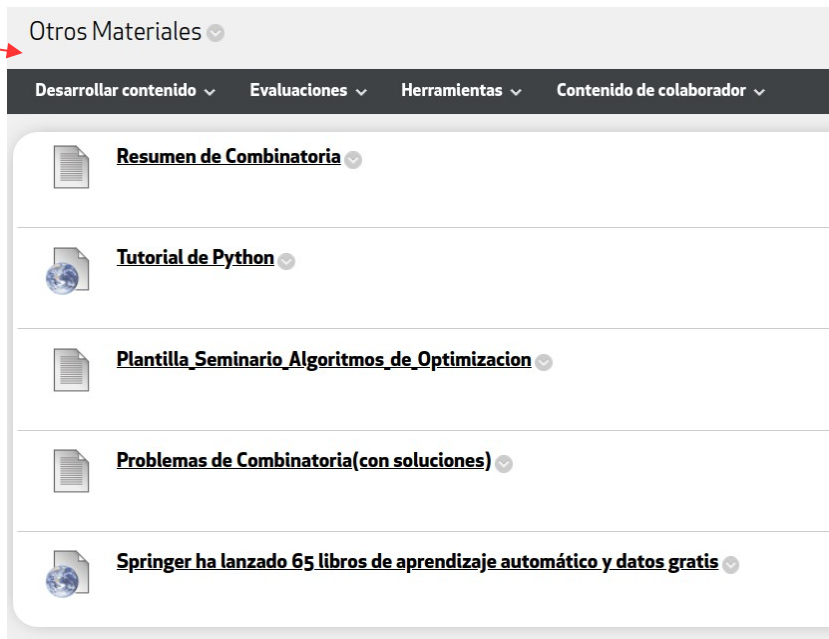 Otros Materiales
Desarrollar contenido Evaluaciones Herramientas Contenido de colaborador
Resumen de Combinatoria
Tutorial de Python
Plantilla_Seminario_Algoritmos_de_Optimizacion
Problemas de Combinatoria(con soluciones)
Springer ha lanzado 65 libros de aprendizaje automático y datos gratis